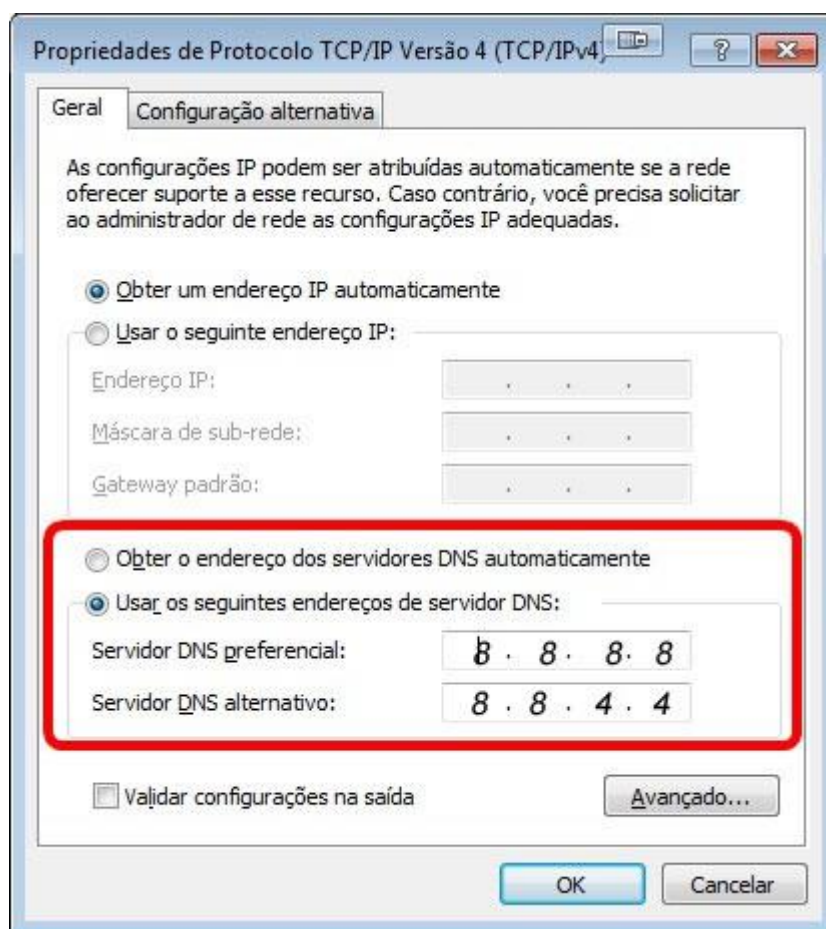 Propriedades de Protocolo TCP/IP Versão 4 (TCP/IPv4)
Geral
Configuração alternativa
As configurações IP podem ser atribuídas automaticamente se a rede
oferecer suporte a esse recurso. Caso contrário, você precisa solicitar
ao administrador de rede as configurações IP adequadas.
Obter um endereço IP automaticamente
Usar o seguinte endereço IP:
Endereço IP: . . .
Máscara de sub-rede: . . .
Gateway padrão: . . .
Obter o endereço dos servidores DNS automaticamente
Usar os seguintes endereços de servidor DNS:
Servidor DNS preferencial: 8 . 8 . 8 . 8
Servidor DNS alternativo: 8 . 8 . 4 . 4
Validar configurações na saída
Avançado...
OK
Cancelar